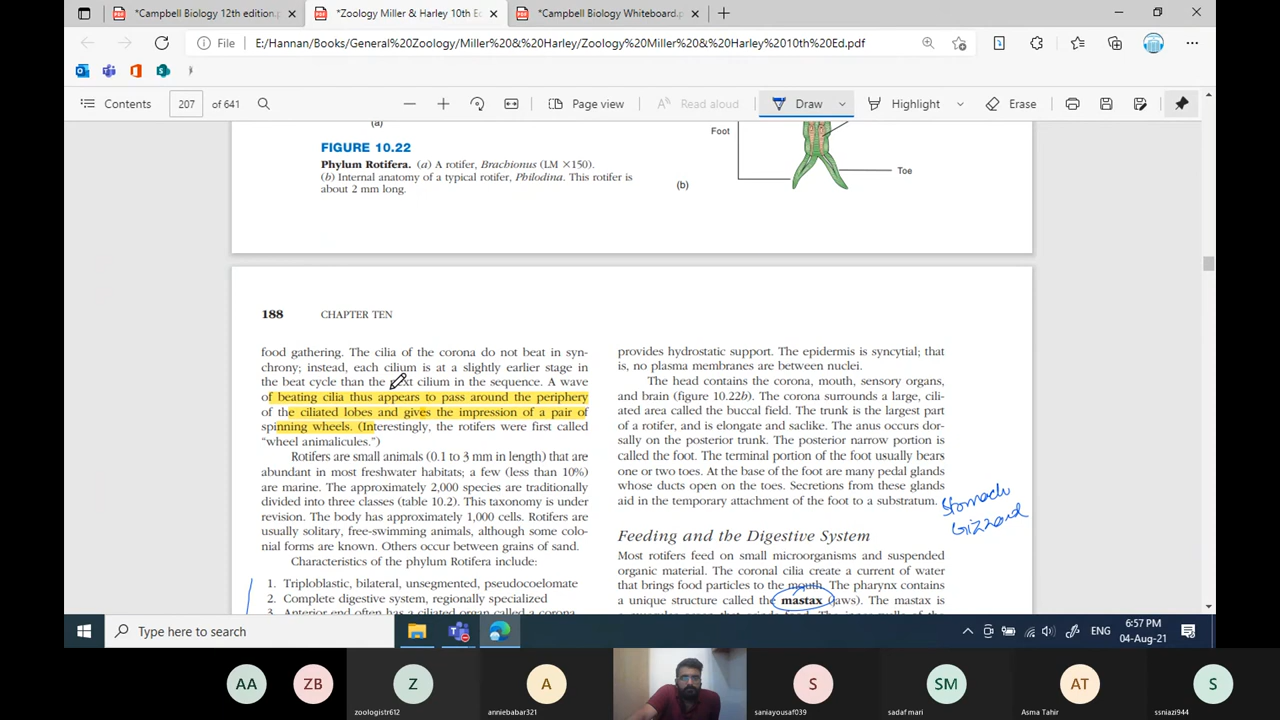 *Campbell Biology 12th edition.p
*Zoology Miller & Harley 10th Ed
*Campbell Biology Whiteboard.p
File
E:/Hannan/Books/General%20Zoology/Miller%20&%20Harley/Zoology%20Miller%20&%20Harley%2010th%20Ed.pdf
Contents
207
of 641
Page view
Read aloud
Draw
Highlight
Erase
(a)
FIGURE 10.22
Phylum Rotifera. (a) A rotifer, Brachionus (LM ×150).
(b) Internal anatomy of a typical rotifer, Philodina. This rotifer is
about 2 mm long.
Foot
Toe
(b)
188
CHAPTER TEN
food gathering. The cilia of the corona do not beat in syn-
chrony; instead, each cilium is at a slightly earlier stage in
the beat cycle than the next cilium in the sequence. A wave
of beating cilia thus appears to pass around the periphery
of the ciliated lobes and gives the impression of a pair of
spinning wheels. (Interestingly, the rotifers were first called
“wheel animalicules.”)
Rotifers are small animals (0.1 to 3 mm in length) that are
abundant in most freshwater habitats; a few (less than 10%)
are marine. The approximately 2,000 species are traditionally
divided into three classes (table 10.2). This taxonomy is under
revision. The body has approximately 1,000 cells. Rotifers are
usually solitary, free-swimming animals, although some colo-
nial forms are known. Others occur between grains of sand.
Characteristics of the phylum Rotifera include:
1. Triploblastic, bilateral, unsegmented, pseudocoelomate
2. Complete digestive system, regionally specialized
3. Anterior end often has a ciliated organ called a corona
provides hydrostatic support. The epidermis is syncytial; that
is, no plasma membranes are between nuclei.
The head contains the corona, mouth, sensory organs,
and brain (figure 10.22b). The corona surrounds a large, cili-
ated area called the buccal field. The trunk is the largest part
of a rotifer, and is elongate and saclike. The anus occurs dor-
sally on the posterior trunk. The posterior narrow portion is
called the foot. The terminal portion of the foot usually bears
one or two toes. At the base of the foot are many pedal glands
whose ducts open on the toes. Secretions from these glands
aid in the temporary attachment of the foot to a substratum.
Stomach
Gizzard
Feeding and the Digestive System
Most rotifers feed on small microorganisms and suspended
organic material. The coronal cilia create a current of water
that brings food particles to the mouth. The pharynx contains
a unique structure called the mastax (jaws). The mastax is
Type here to search
ENG
6:57 PM
04-Aug-21
AA
ZB
Z
zoologistr612
A
anniebabar321
S
saniayousaf039
SM
sadaf mari
AT
Asma Tahir
S
ssniazi944